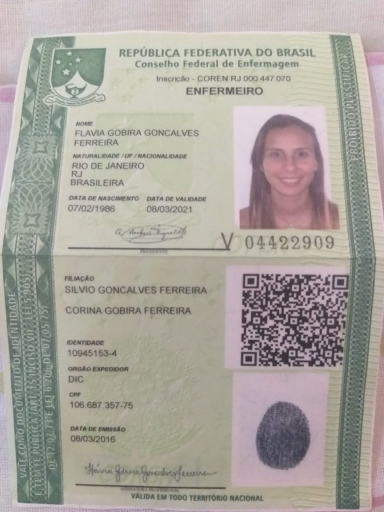 REPÚBLICA FEDERATIVA DO BRASIL
Conselho Federal de Enfermagem
Inscrição - COREN RJ 000.447.070
ENFERMEIRO
NOME
FLAVIA GOBIRA GONCALVES
FERREIRA
NATURALIDADE / UF / NACIONALIDADE
RIO DE JANEIRO
RJ
BRASILEIRA
DATA DE NASCIMENTO DATA DE VALIDADE
07/02/1986 08/03/2021
PRESIDENTE
V 04422909
FILIAÇÃO
SILVIO GONCALVES FERREIRA
CORINA GOBIRA FERREIRA
IDENTIDADE
10945153-4
ORGÃO EXPEDIDOR
DIC
CPF
106.687.357-75
DATA DE EMISSÃO
08/03/2016
VÁLIDA EM TODO TERRITÓRIO NACIONAL
VALE COMO DOCUMENTO DE IDENTIDADE